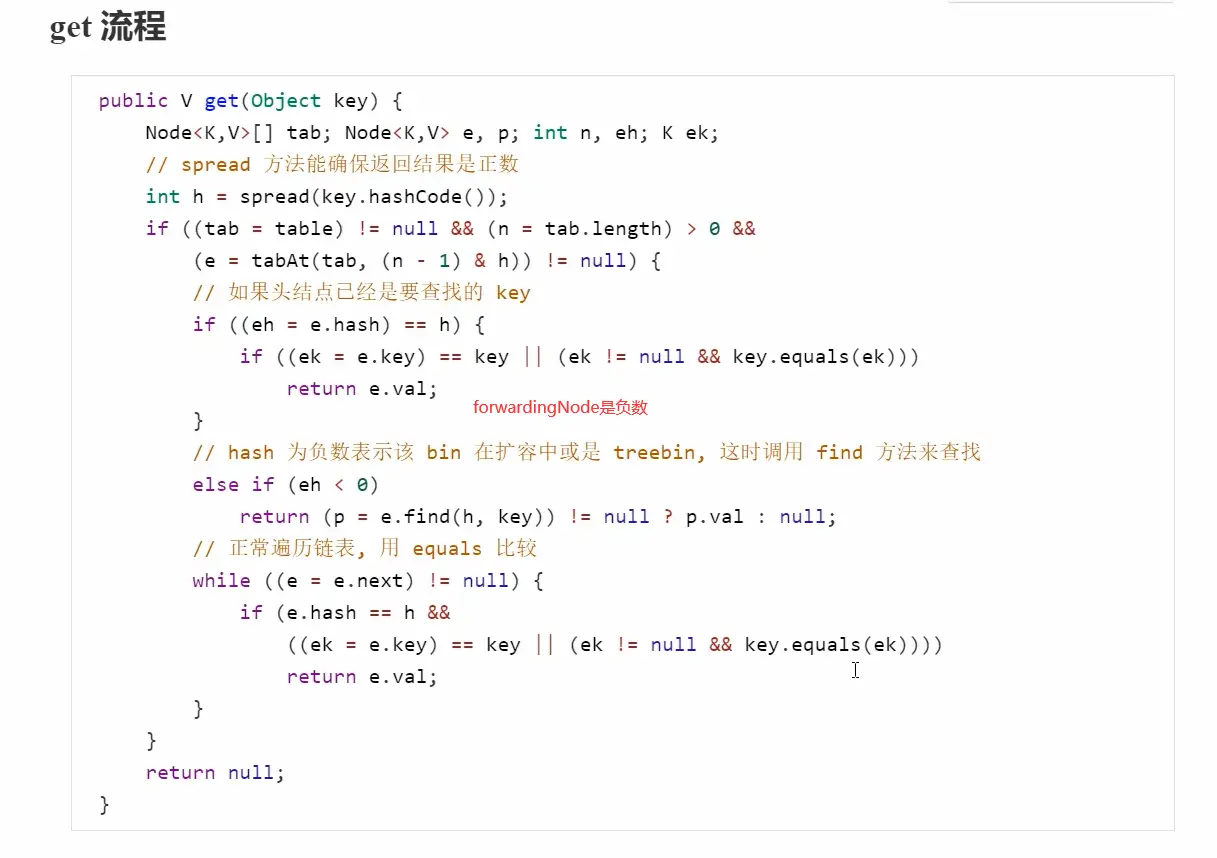 get 流程
public V get(Object key) {
    Node<K,V>[] tab; Node<K,V> e, p; int n, eh; K ek;
    // spread 方法能确保返回结果是正数
    int h = spread(key.hashCode());
    if ((tab = table) != null && (n = tab.length) > 0 &&
        (e = tabAt(tab, (n - 1) & h)) != null) {
        // 如果头结点已经是要查找的 key
        if ((eh = e.hash) == h) {
            if ((ek = e.key) == key || (ek != null && key.equals(ek)))
                return e.val;
forwardingNode是负数
        }
        // hash 为负数表示该 bin 在扩容中或是 treebin, 这时调用 find 方法来查找
        else if (eh < 0)
            return (p = e.find(h, key)) != null ? p.val : null;
        // 正常遍历链表, 用 equals 比较
        while ((e = e.next) != null) {
            if (e.hash == h &&
                ((ek = e.key) == key || (ek != null && key.equals(ek))))
                return e.val;
        }
    }
    return null;
}